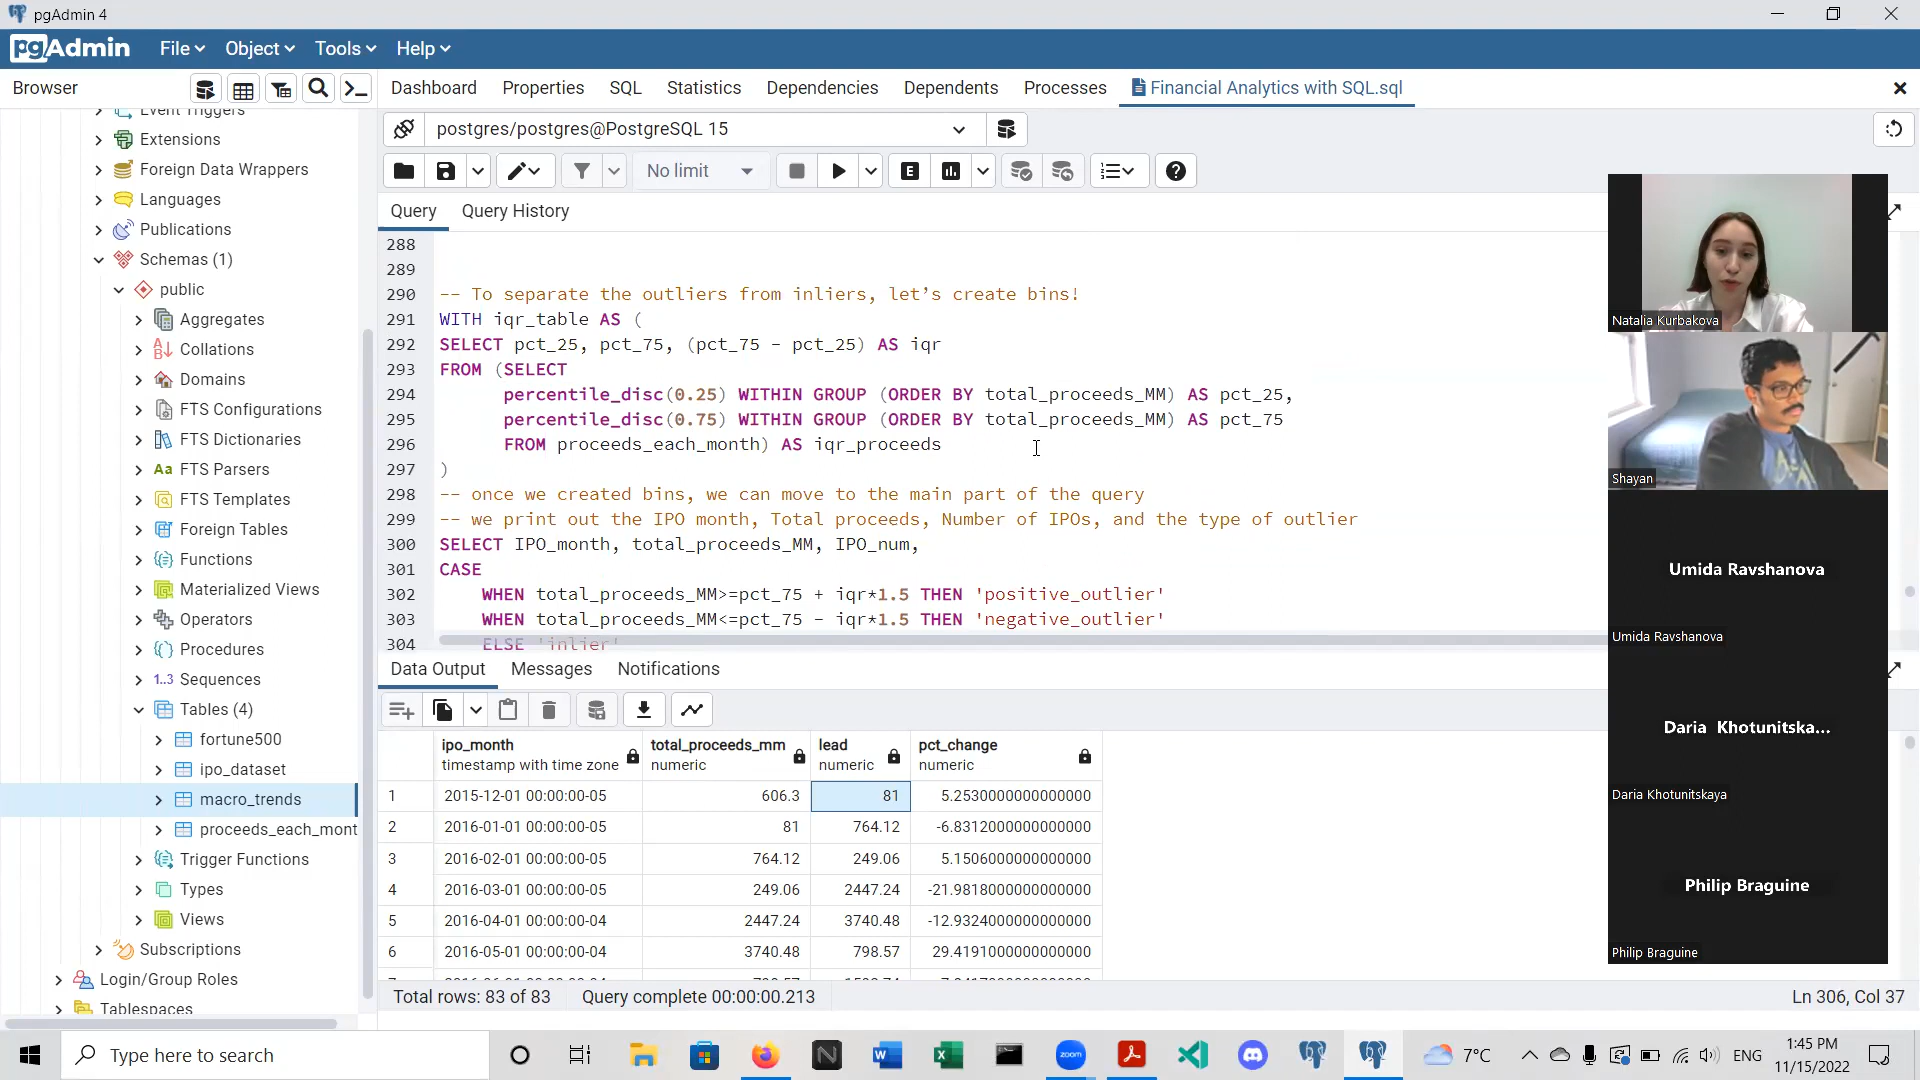 pgAdmin 4
pgAdmin File Object Tools Help
Browser
Dashboard Properties SQL Statistics Dependencies Dependents Processes Financial Analytics with SQL.sql
postgres/postgres@PostgreSQL 15
No limit
E
Query Query History
Event Triggers
Extensions
Foreign Data Wrappers
Languages
Publications
Schemas (1)
public
Aggregates
Collations
Domains
FTS Configurations
FTS Dictionaries
Aa FTS Parsers
FTS Templates
Foreign Tables
Functions
Materialized Views
Operators
Procedures
1..3 Sequences
Tables (4)
fortune500
ipo_dataset
macro_trends
proceeds_each_mont
Trigger Functions
Types
Views
Subscriptions
Login/Group Roles
Tablespaces
288
289
290 -- To separate the outliers from inliers, let’s create bins!
291 WITH iqr_table AS (
292 SELECT pct_25, pct_75, (pct_75 - pct_25) AS iqr
293 FROM (SELECT
294 percentile_disc(0.25) WITHIN GROUP (ORDER BY total_proceeds_MM) AS pct_25,
295 percentile_disc(0.75) WITHIN GROUP (ORDER BY total_proceeds_MM) AS pct_75
296 FROM proceeds_each_month) AS iqr_proceeds
297 )
298 -- once we created bins, we can move to the main part of the query
299 -- we print out the IPO month, Total proceeds, Number of IPOs, and the type of outlier
300 SELECT IPO_month, total_proceeds_MM, IPO_num,
301 CASE
302 WHEN total_proceeds_MM>=pct_75 + iqr*1.5 THEN 'positive_outlier'
303 WHEN total_proceeds_MM<=pct_75 - iqr*1.5 THEN 'negative_outlier'
304 ELSE 'inlier'
Data Output Messages Notifications
ipo_month timestamp with time zone total_proceeds_mm numeric lead numeric pct_change numeric
1 2015-12-01 00:00:00-05 606.3 81 5.2530000000000000
2 2016-01-01 00:00:00-05 81 764.12 -6.8312000000000000
3 2016-02-01 00:00:00-05 764.12 249.06 5.1506000000000000
4 2016-03-01 00:00:00-05 249.06 2447.24 -21.9818000000000000
5 2016-04-01 00:00:00-04 2447.24 3740.48 -12.9324000000000000
6 2016-05-01 00:00:00-04 3740.48 798.57 29.4191000000000000
Total rows: 83 of 83 Query complete 00:00:00.213 Ln 306, Col 37
Natalia Kurbakova
Shayan
Umida Ravshanova
Umida Ravshanova
Daria Khotunitska...
Daria Khotunitskaya
Philip Braguine
Philip Braguine
Type here to search
zoom
7°C
ENG
1:45 PM
11/15/2022